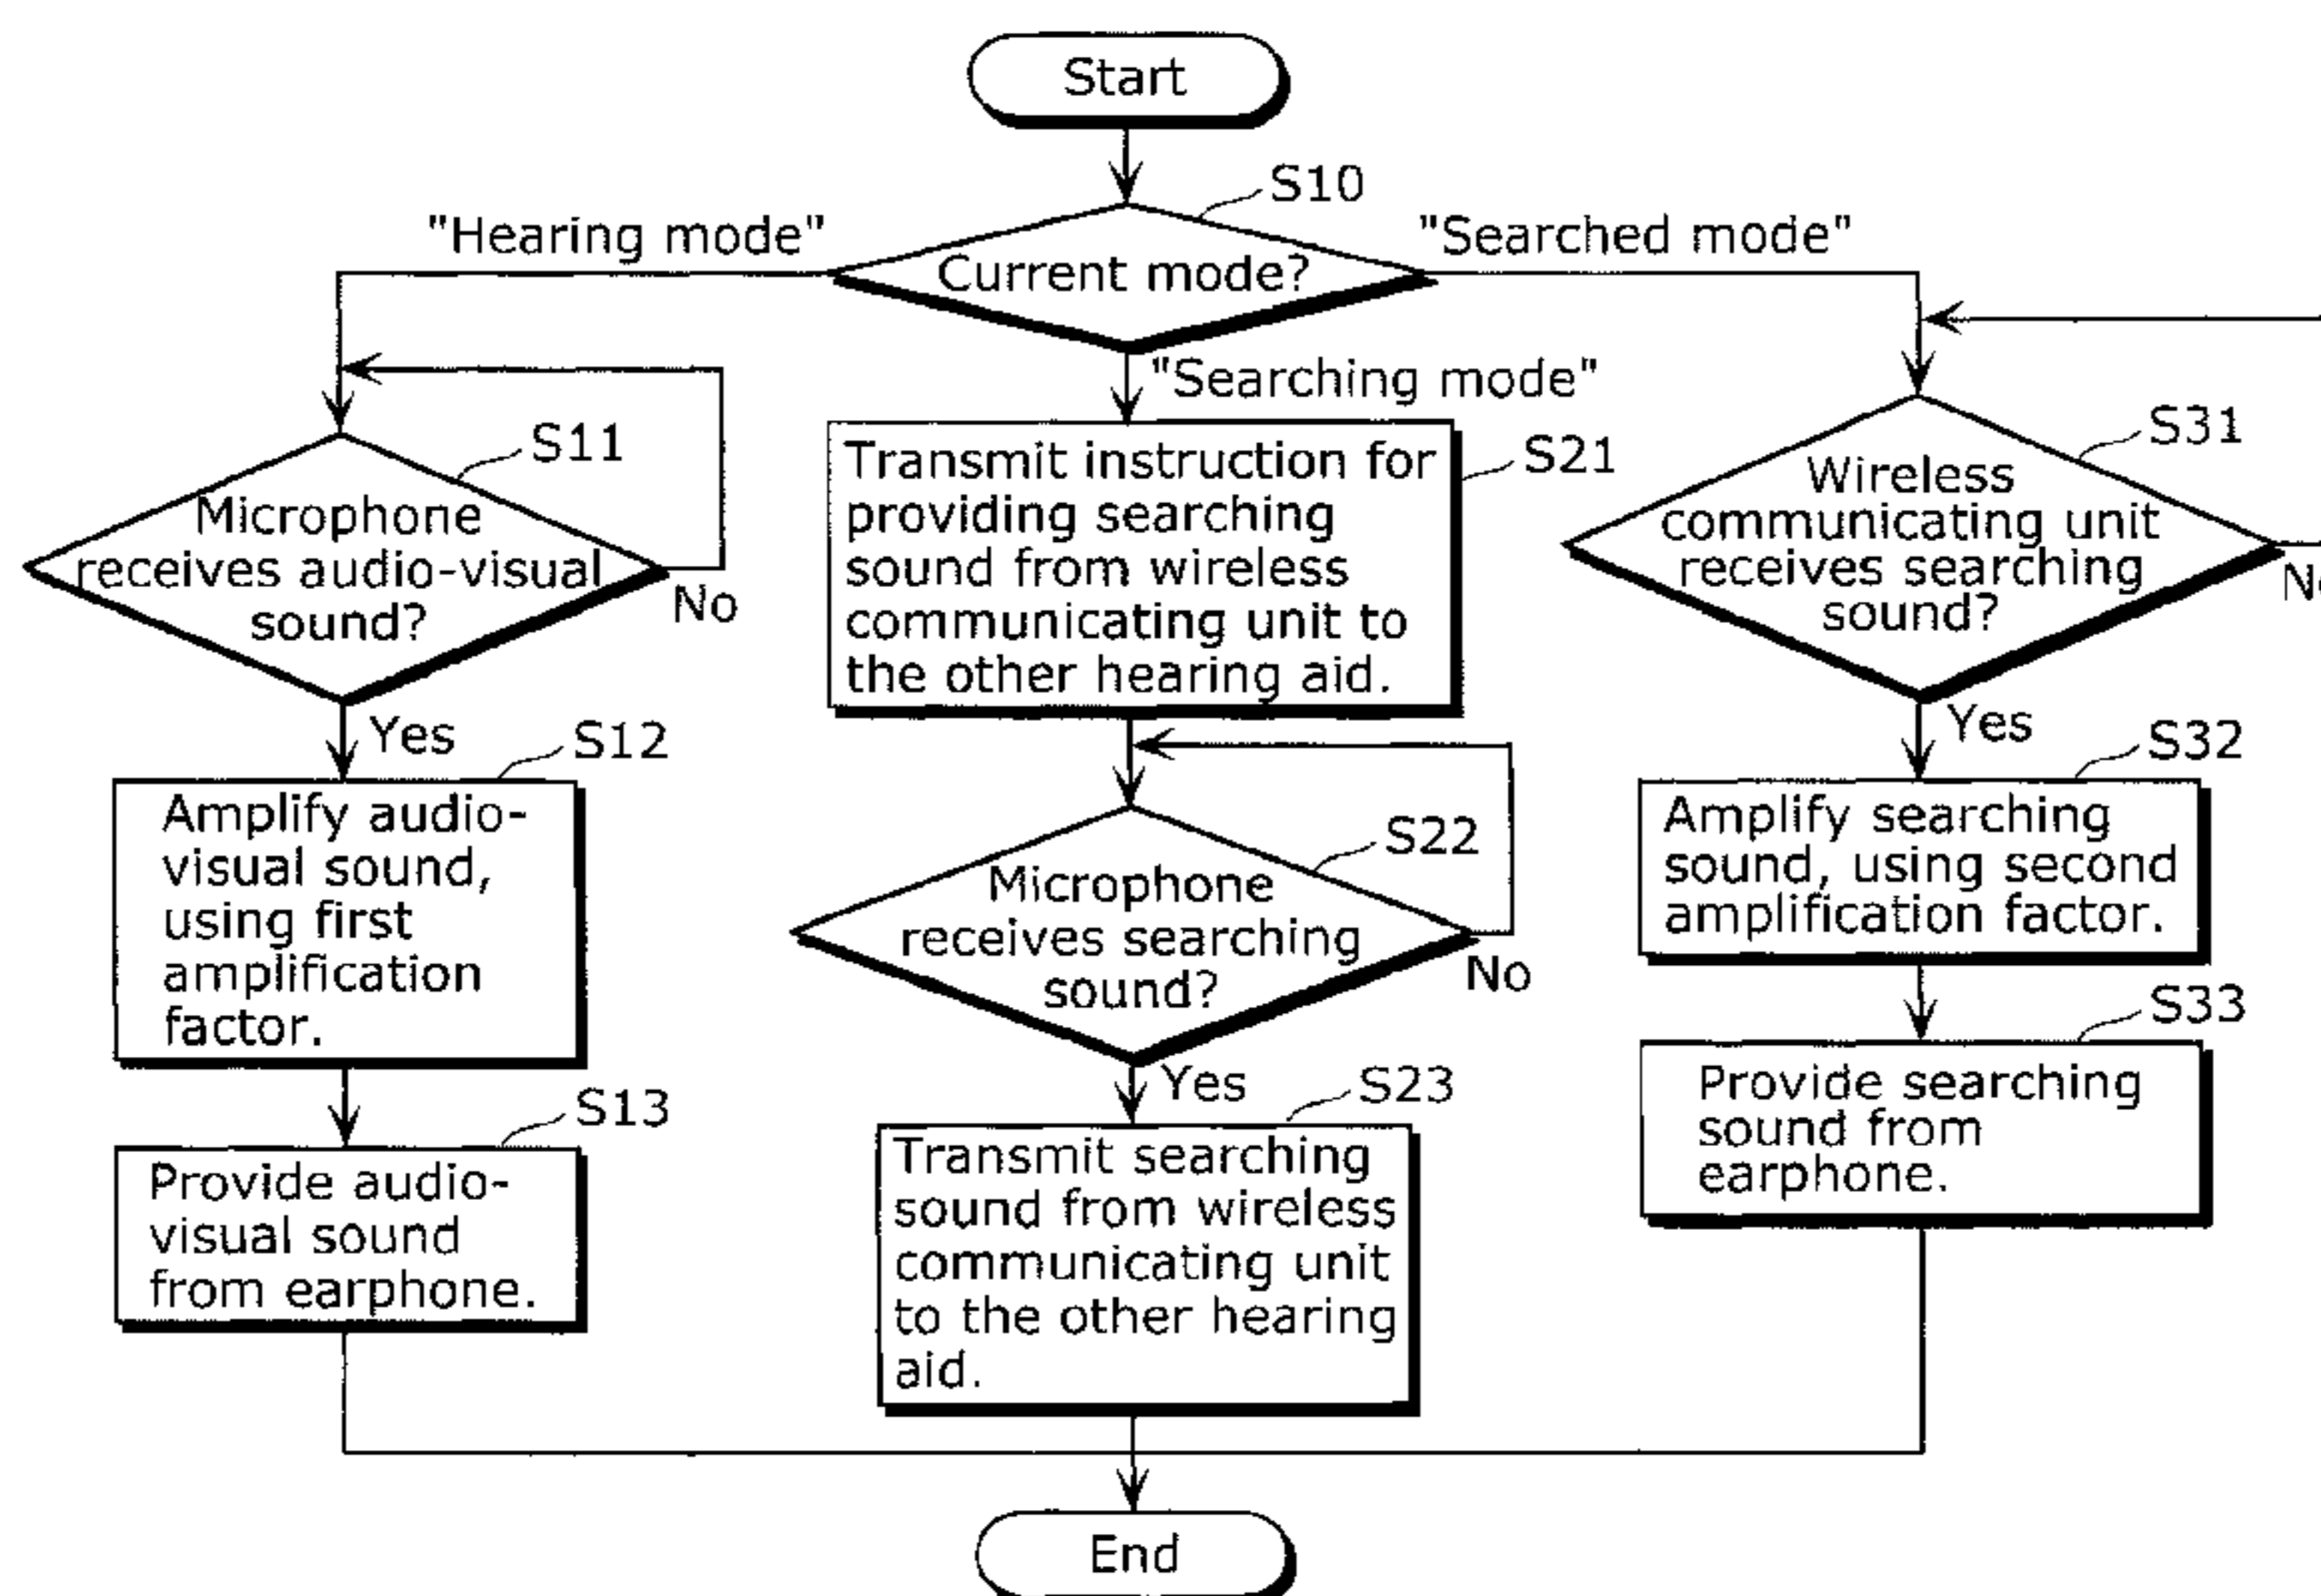 Start
S10
"Hearing mode"
"Searched mode"
Current mode?
"Searching mode"
S11
Microphone
receives audio-visual
sound?
No
Yes
S12
Amplify audio-
visual sound,
using first
amplification
factor.
S13
Provide audio-
visual sound
from earphone.
S21
Transmit instruction for
providing searching
sound from wireless
communicating unit to
the other hearing aid.
S22
Microphone
receives searching
sound?
No
Yes
S23
Transmit searching
sound from wireless
communicating unit
to the other hearing
aid.
S31
Wireless
communicating unit
receives searching
sound?
Yes
S32
Amplify searching
sound, using second
amplification factor.
S33
Provide searching
sound from
earphone.
End